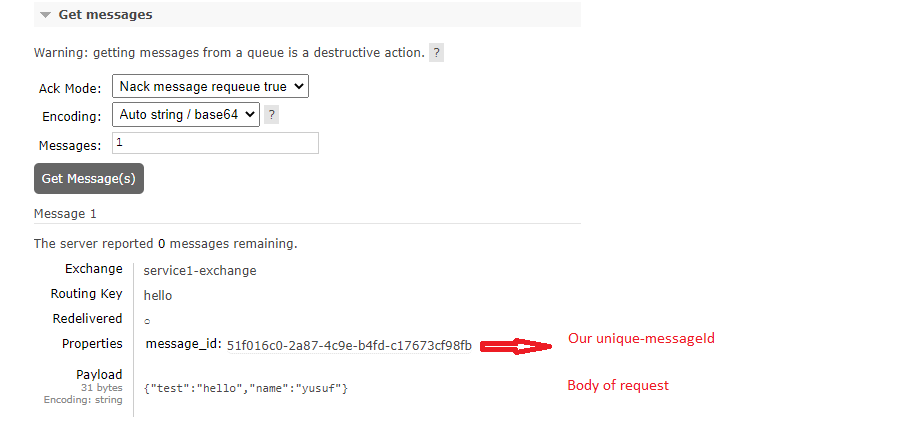 Get messages
Warning: getting messages from a queue is a destructive action. ?
Ack Mode: Nack message requeue true
Encoding: Auto string / base64 ?
Messages: 1
Get Message(s)
Message 1
The server reported 0 messages remaining.
Exchange service1-exchange
Routing Key hello
Redelivered ○
Properties message_id: 51f016c0-2a87-4c9e-b4fd-c17673cf98fb Our unique-messageId
Payload
31 bytes
Encoding: string
{"test":"hello","name":"yusuf"} Body of request